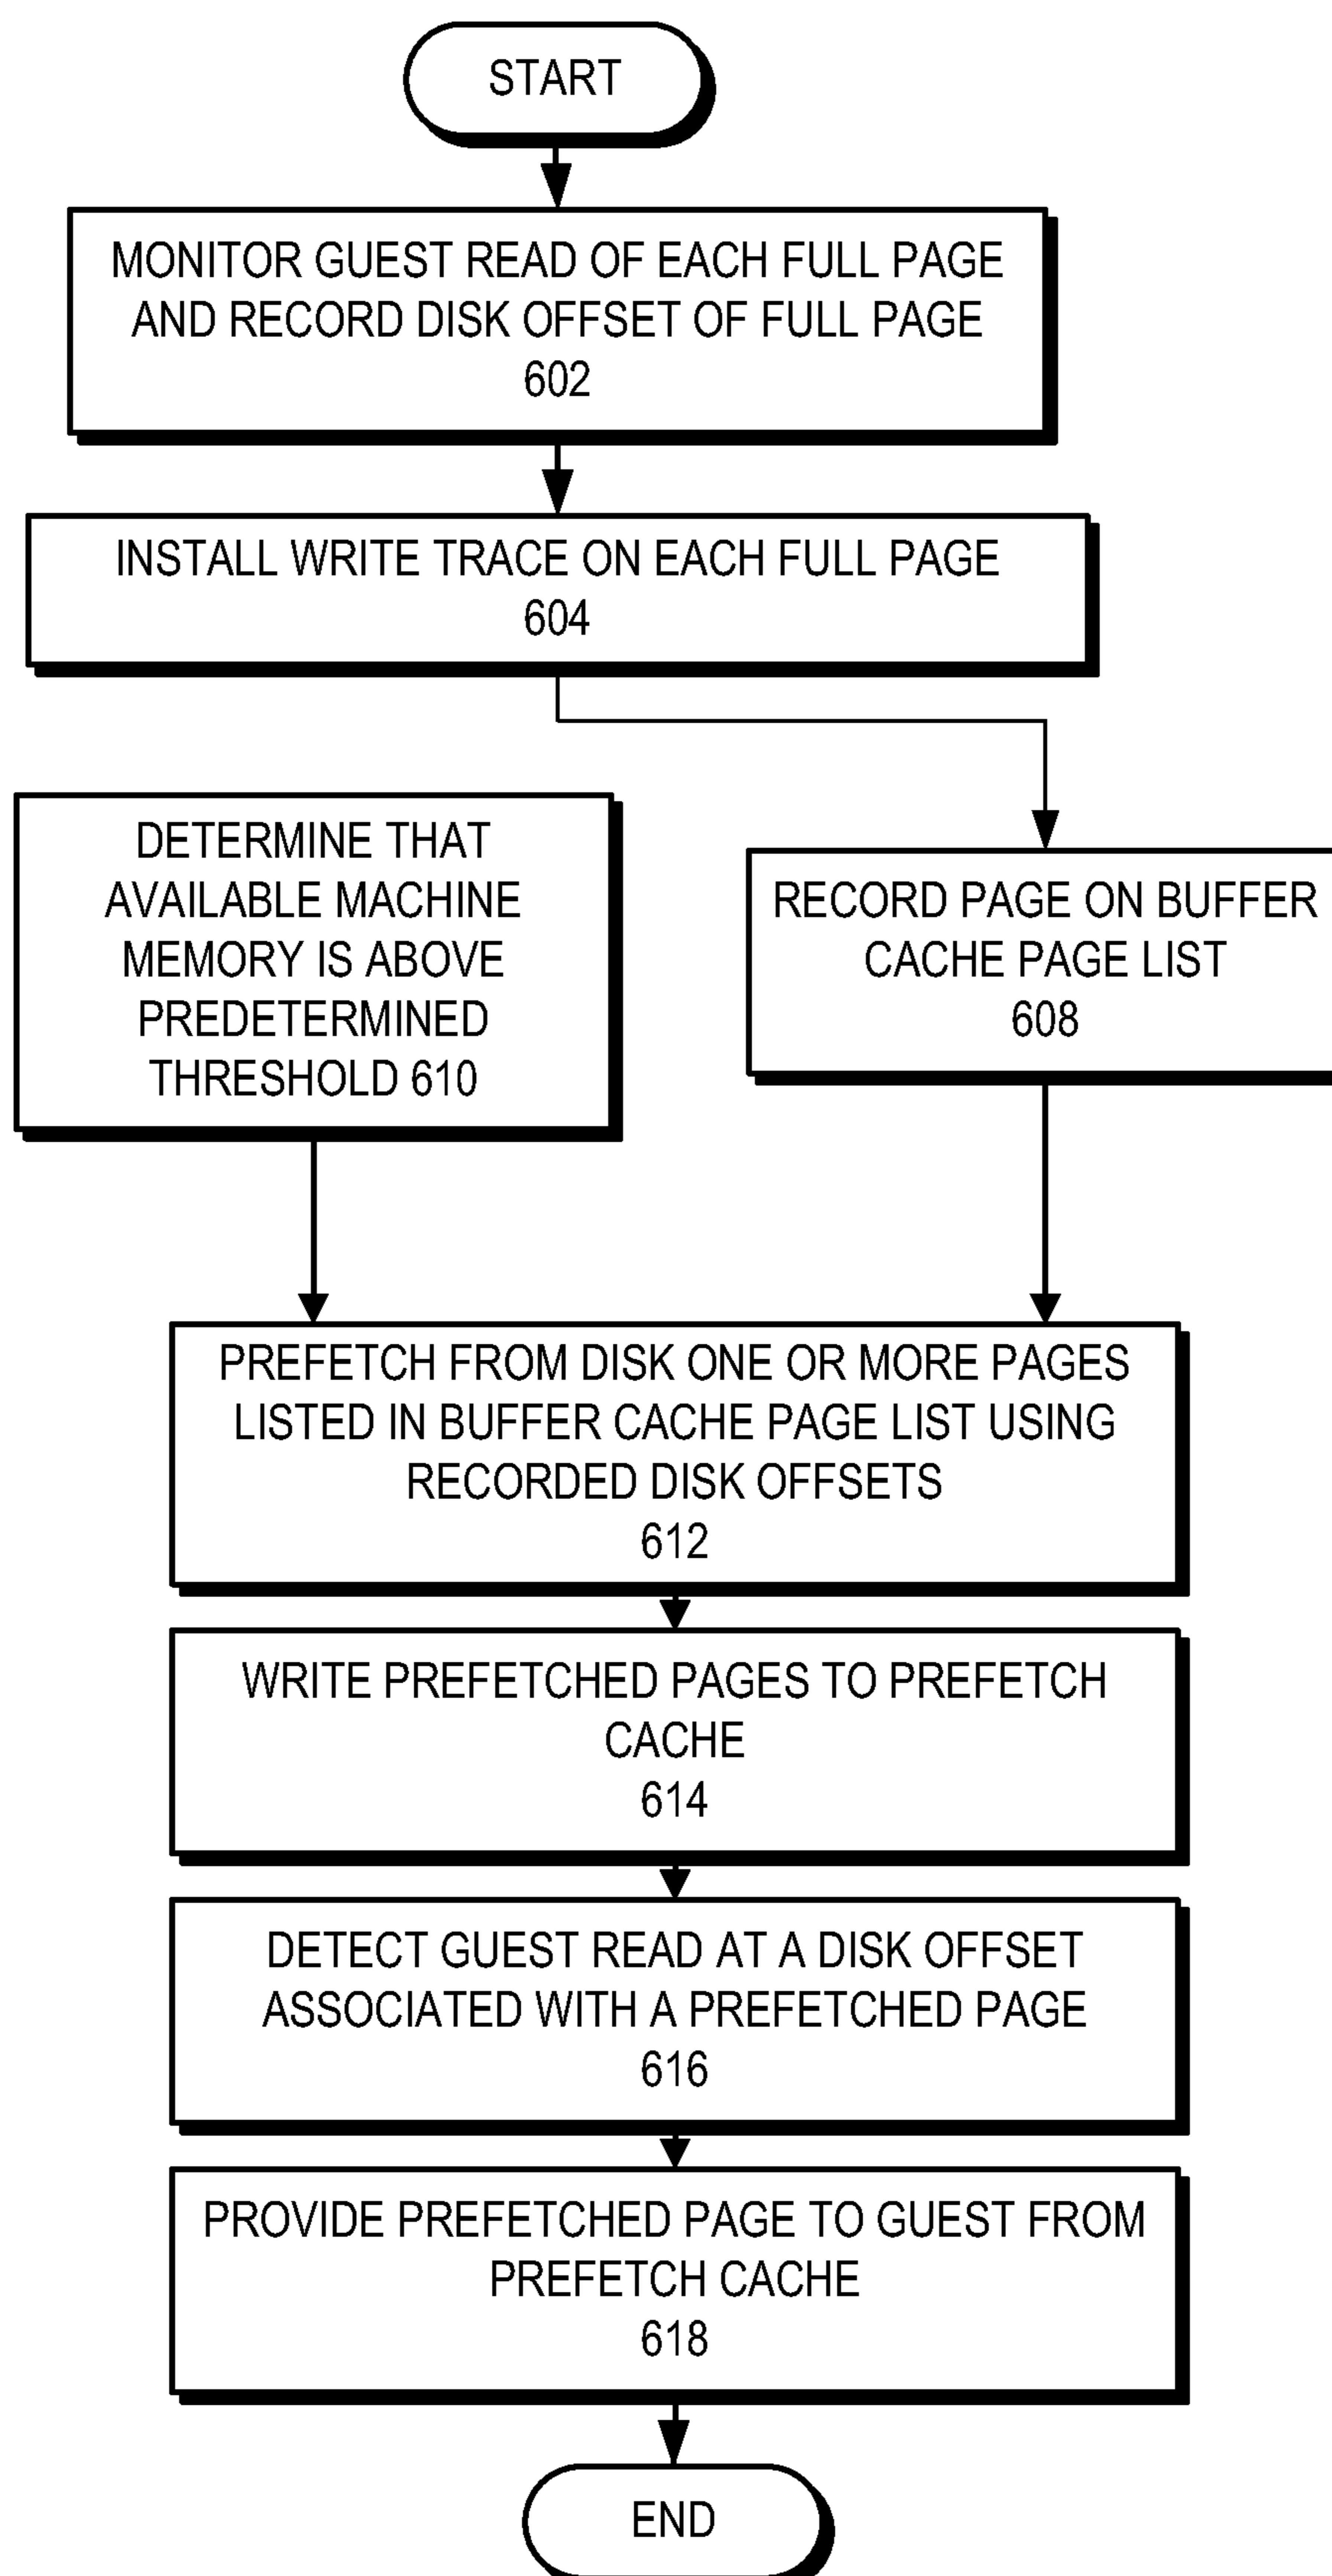 START
MONITOR GUEST READ OF EACH FULL PAGE
AND RECORD DISK OFFSET OF FULL PAGE
602
INSTALL WRITE TRACE ON EACH FULL PAGE
604
DETERMINE THAT
AVAILABLE MACHINE
MEMORY IS ABOVE
PREDETERMINED
THRESHOLD 610
RECORD PAGE ON BUFFER
CACHE PAGE LIST
608
PREFETCH FROM DISK ONE OR MORE PAGES
LISTED IN BUFFER CACHE PAGE LIST USING
RECORDED DISK OFFSETS
612
WRITE PREFETCHED PAGES TO PREFETCH
CACHE
614
DETECT GUEST READ AT A DISK OFFSET
ASSOCIATED WITH A PREFETCHED PAGE
616
PROVIDE PREFETCHED PAGE TO GUEST FROM
PREFETCH CACHE
618
END